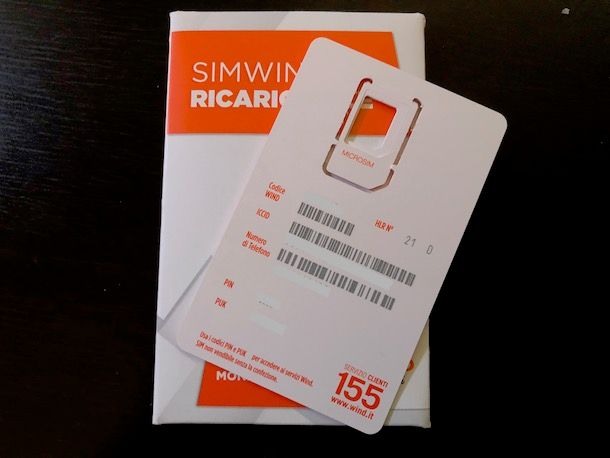 SIMWIN
RICARIC
MICROSIM
Codice
WIND
HLR N° 21 D
ICCID
Numero
di Telefono
PIN
PUK
Usa i codici PIN e PUK per accedere ai servizi Wind.
SIM non vendibile senza la confezione.
SERVIZIO CLIENTI
155
www.wind.it
MON